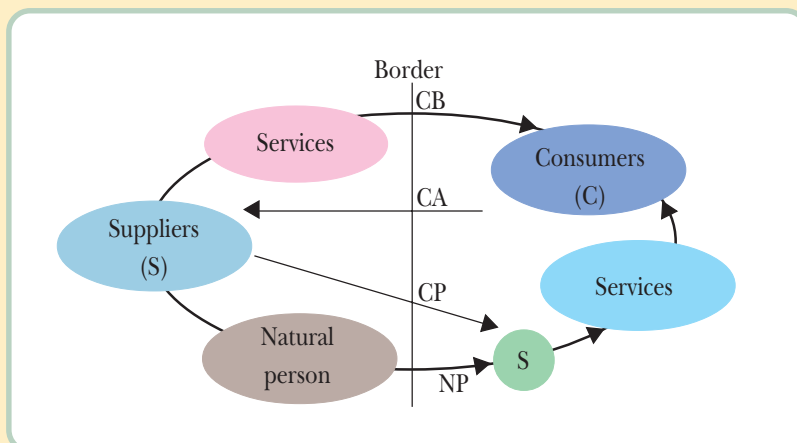 Border
CB
Services
Consumers
(C)
CA
Suppliers
(S)
CP
Services
Natural
person
S
NP